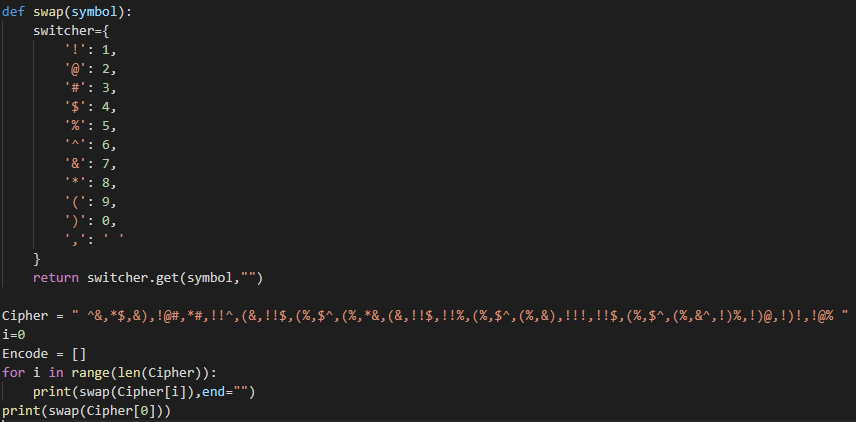 def swap(symbol):
    switcher={
        '!': 1,
        '@': 2,
        '#': 3,
        '$': 4,
        '%': 5,
        '^': 6,
        '&': 7,
        '*': 8,
        '(': 9,
        ')': 0,
        ',': ' '
    }
    return switcher.get(symbol,"")

Cipher = " ^&,*$,&),!@#,*#,!!^,(&,!!$,(%,$^,(%,*&,(&,!!$,!!%,(%,$^,(%,&),!!!,!!$,(%,$^,(%,&^,!)%,!)@,!)!,!@% "
i=0
Encode = []
for i in range(len(Cipher)):
    print(swap(Cipher[i]),end="")
print(swap(Cipher[0]))